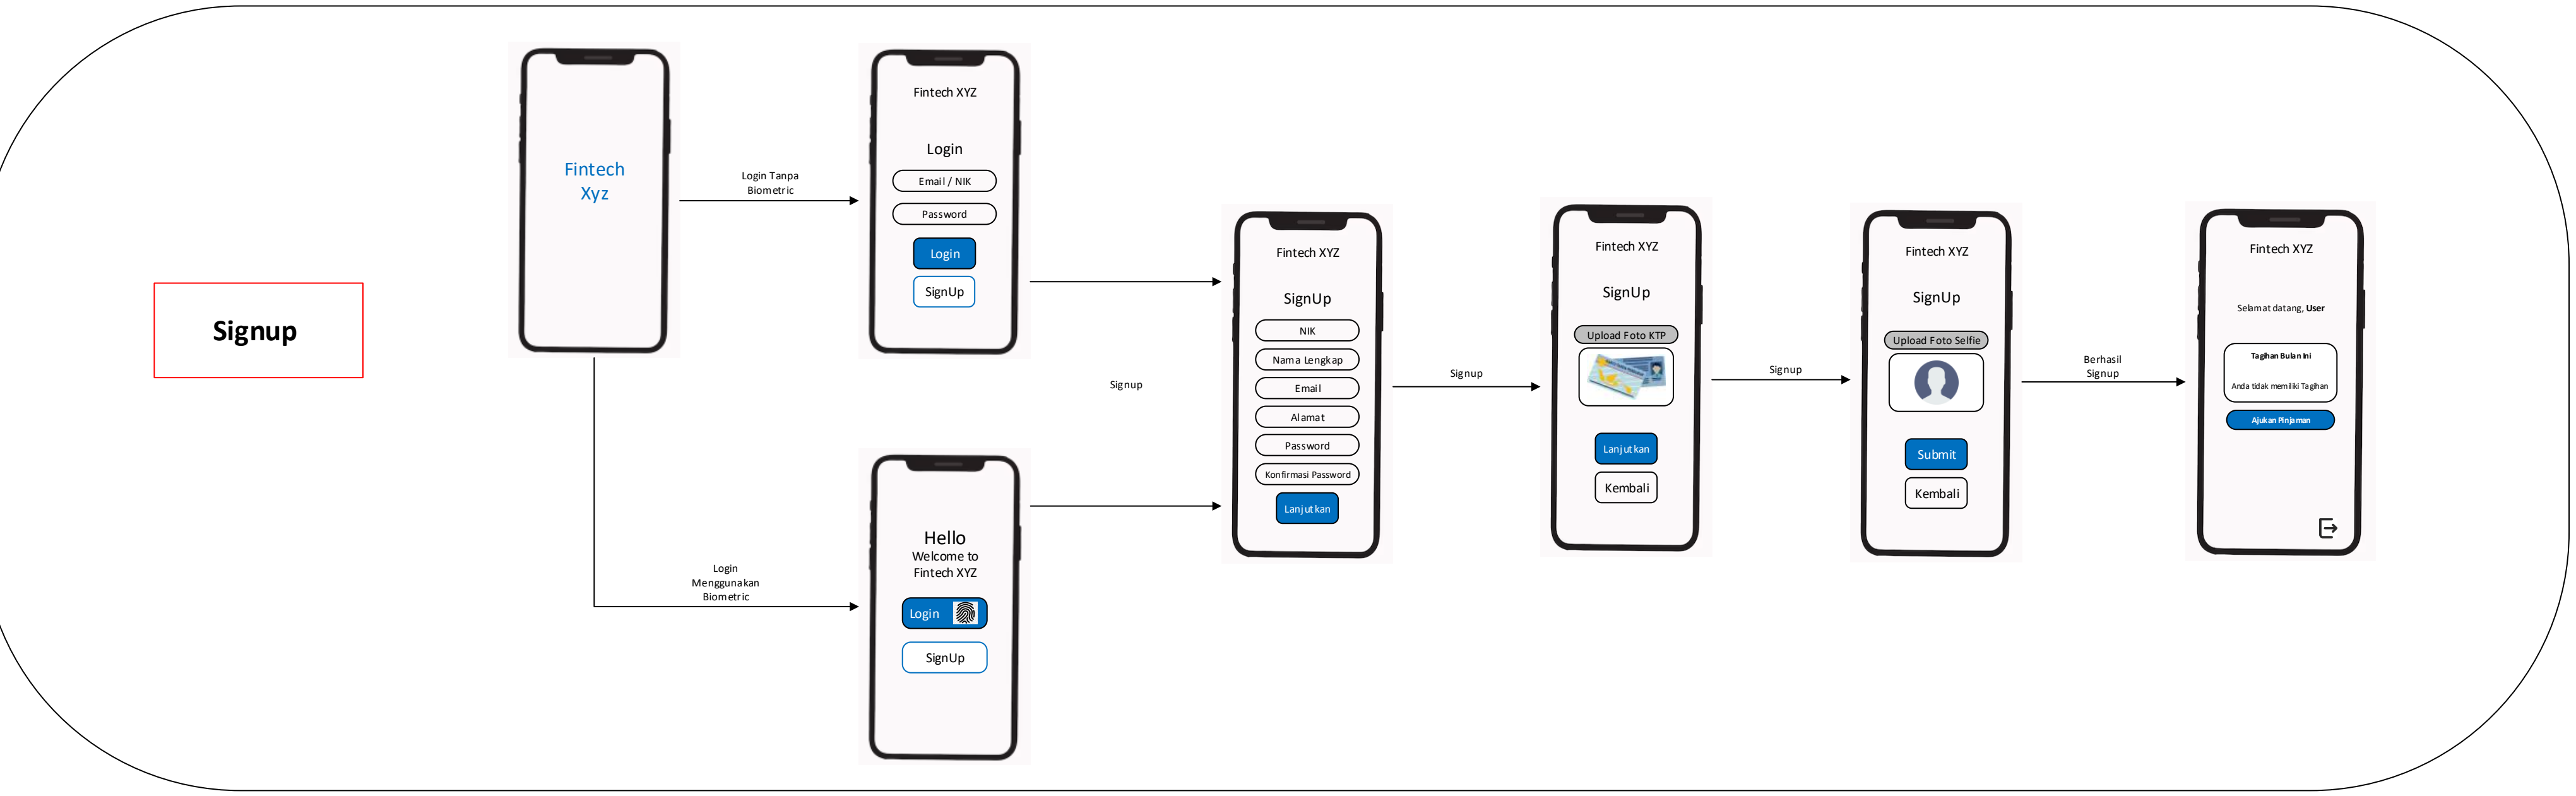 Signup
Fintech
Xyz
Login Tanpa
Biometric
Login
Menggunakan
Biometric
Fintech XYZ
Login
Email / NIK
Password
Login
SignUp
Hello
Welcome to
Fintech XYZ
Login
SignUp
Signup
Fintech XYZ
SignUp
NIK
Nama Lengkap
Email
Alamat
Password
Konfirmasi Password
Lanjutkan
Signup
Fintech XYZ
SignUp
Upload Foto KTP
Lanjutkan
Kembali
Signup
Fintech XYZ
SignUp
Upload Foto Selfie
Submit
Kembali
Berhasil
Signup
Fintech XYZ
Selamat datang, User
Tagihan Bulan Ini
Anda tidak memiliki Tagihan
Ajukan Pinjaman